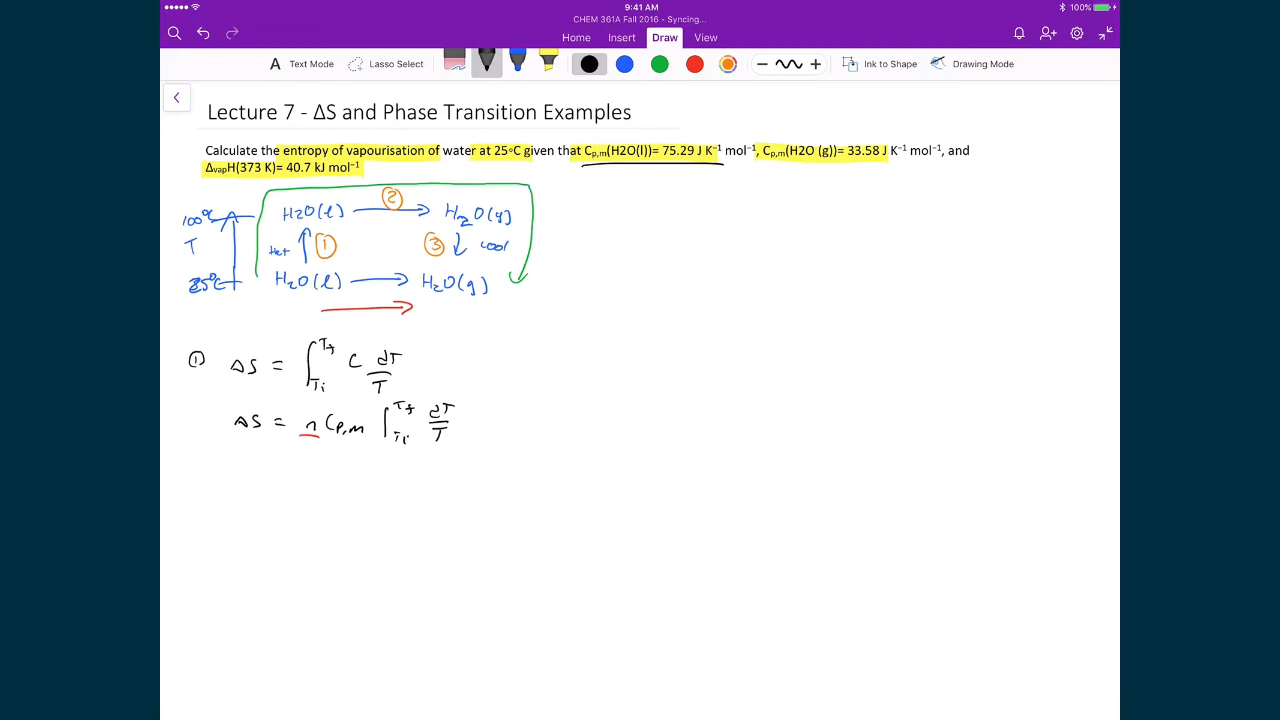 9:41 AM
100%
CHEM 361A Fall 2016 - Syncing...
Home Insert Draw View
A Text Mode Lasso Select Ink to Shape Drawing Mode
Lecture 7 - ΔS and Phase Transition Examples
Calculate the entropy of vapourisation of water at 25°C given that Cp,m(H2O(l))= 75.29 J K⁻¹ mol⁻¹, Cp,m(H2O (g))= 33.58 J K⁻¹ mol⁻¹, and
ΔvapH(373 K)= 40.7 kJ mol⁻¹
2
100°C H2O(l) → H2O(g)
T 1 3 cool
25°C H2O(l) → H2O(g)
① ΔS = ∫Ti Tf C dT/T
ΔS = n Cp,m ∫Ti Tf dT/T